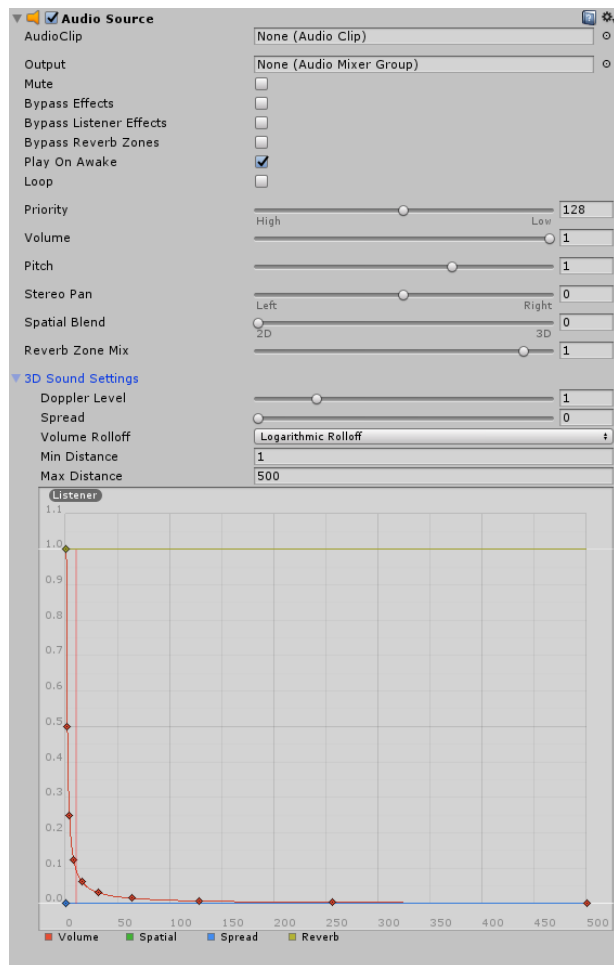 Audio Source
AudioClip None (Audio Clip)
Output None (Audio Mixer Group)
Mute
Bypass Effects
Bypass Listener Effects
Bypass Reverb Zones
Play On Awake
Loop
Priority 128
High Low
Volume 1
Pitch 1
Stereo Pan 0
Left Right
Spatial Blend 0
2D 3D
Reverb Zone Mix 1
3D Sound Settings
Doppler Level 1
Spread 0
Volume Rolloff Logarithmic Rolloff
Min Distance 1
Max Distance 500
Listener
1.1
1.0
0.9
0.8
0.7
0.6
0.5
0.4
0.3
0.2
0.1
0.0
0 50 100 150 200 250 300 350 400 450 500
Volume Spatial Spread Reverb